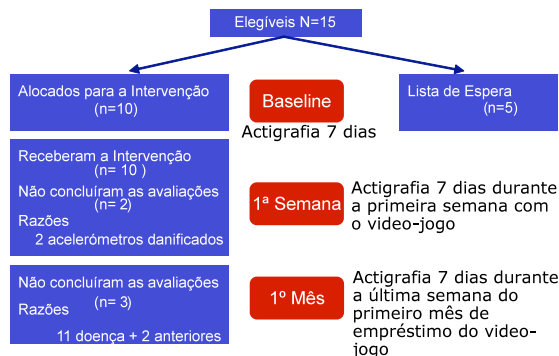 Elegíveis N=15
Alocados para a Intervenção
(n=10)
Baseline
Actigrafia 7 dias
Lista de Espera
(n=5)
Receberam a Intervenção
(n= 10 )
Não concluíram as avaliações
(n= 2)
Razões
2 acelerómetros danificados
1ª Semana
Actigrafia 7 dias durante
a primeira semana com
o video-jogo
Não concluíram as avaliações
(n= 3)
Razões
11 doença + 2 anteriores
1º Mês
Actigrafia 7 dias durante
a última semana do
primeiro mês de
empréstimo do video-
jogo